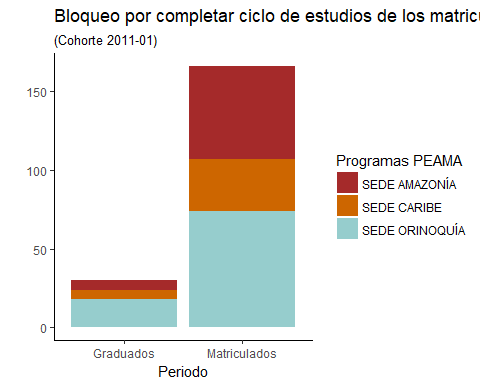 Bloqueo por completar ciclo de estudios de los matricu
(Cohorte 2011-01)
150
100
50
0
Graduados
Matriculados
Periodo
Programas PEAMA
SEDE AMAZONÍA
SEDE CARIBE
SEDE ORINOQUÍA